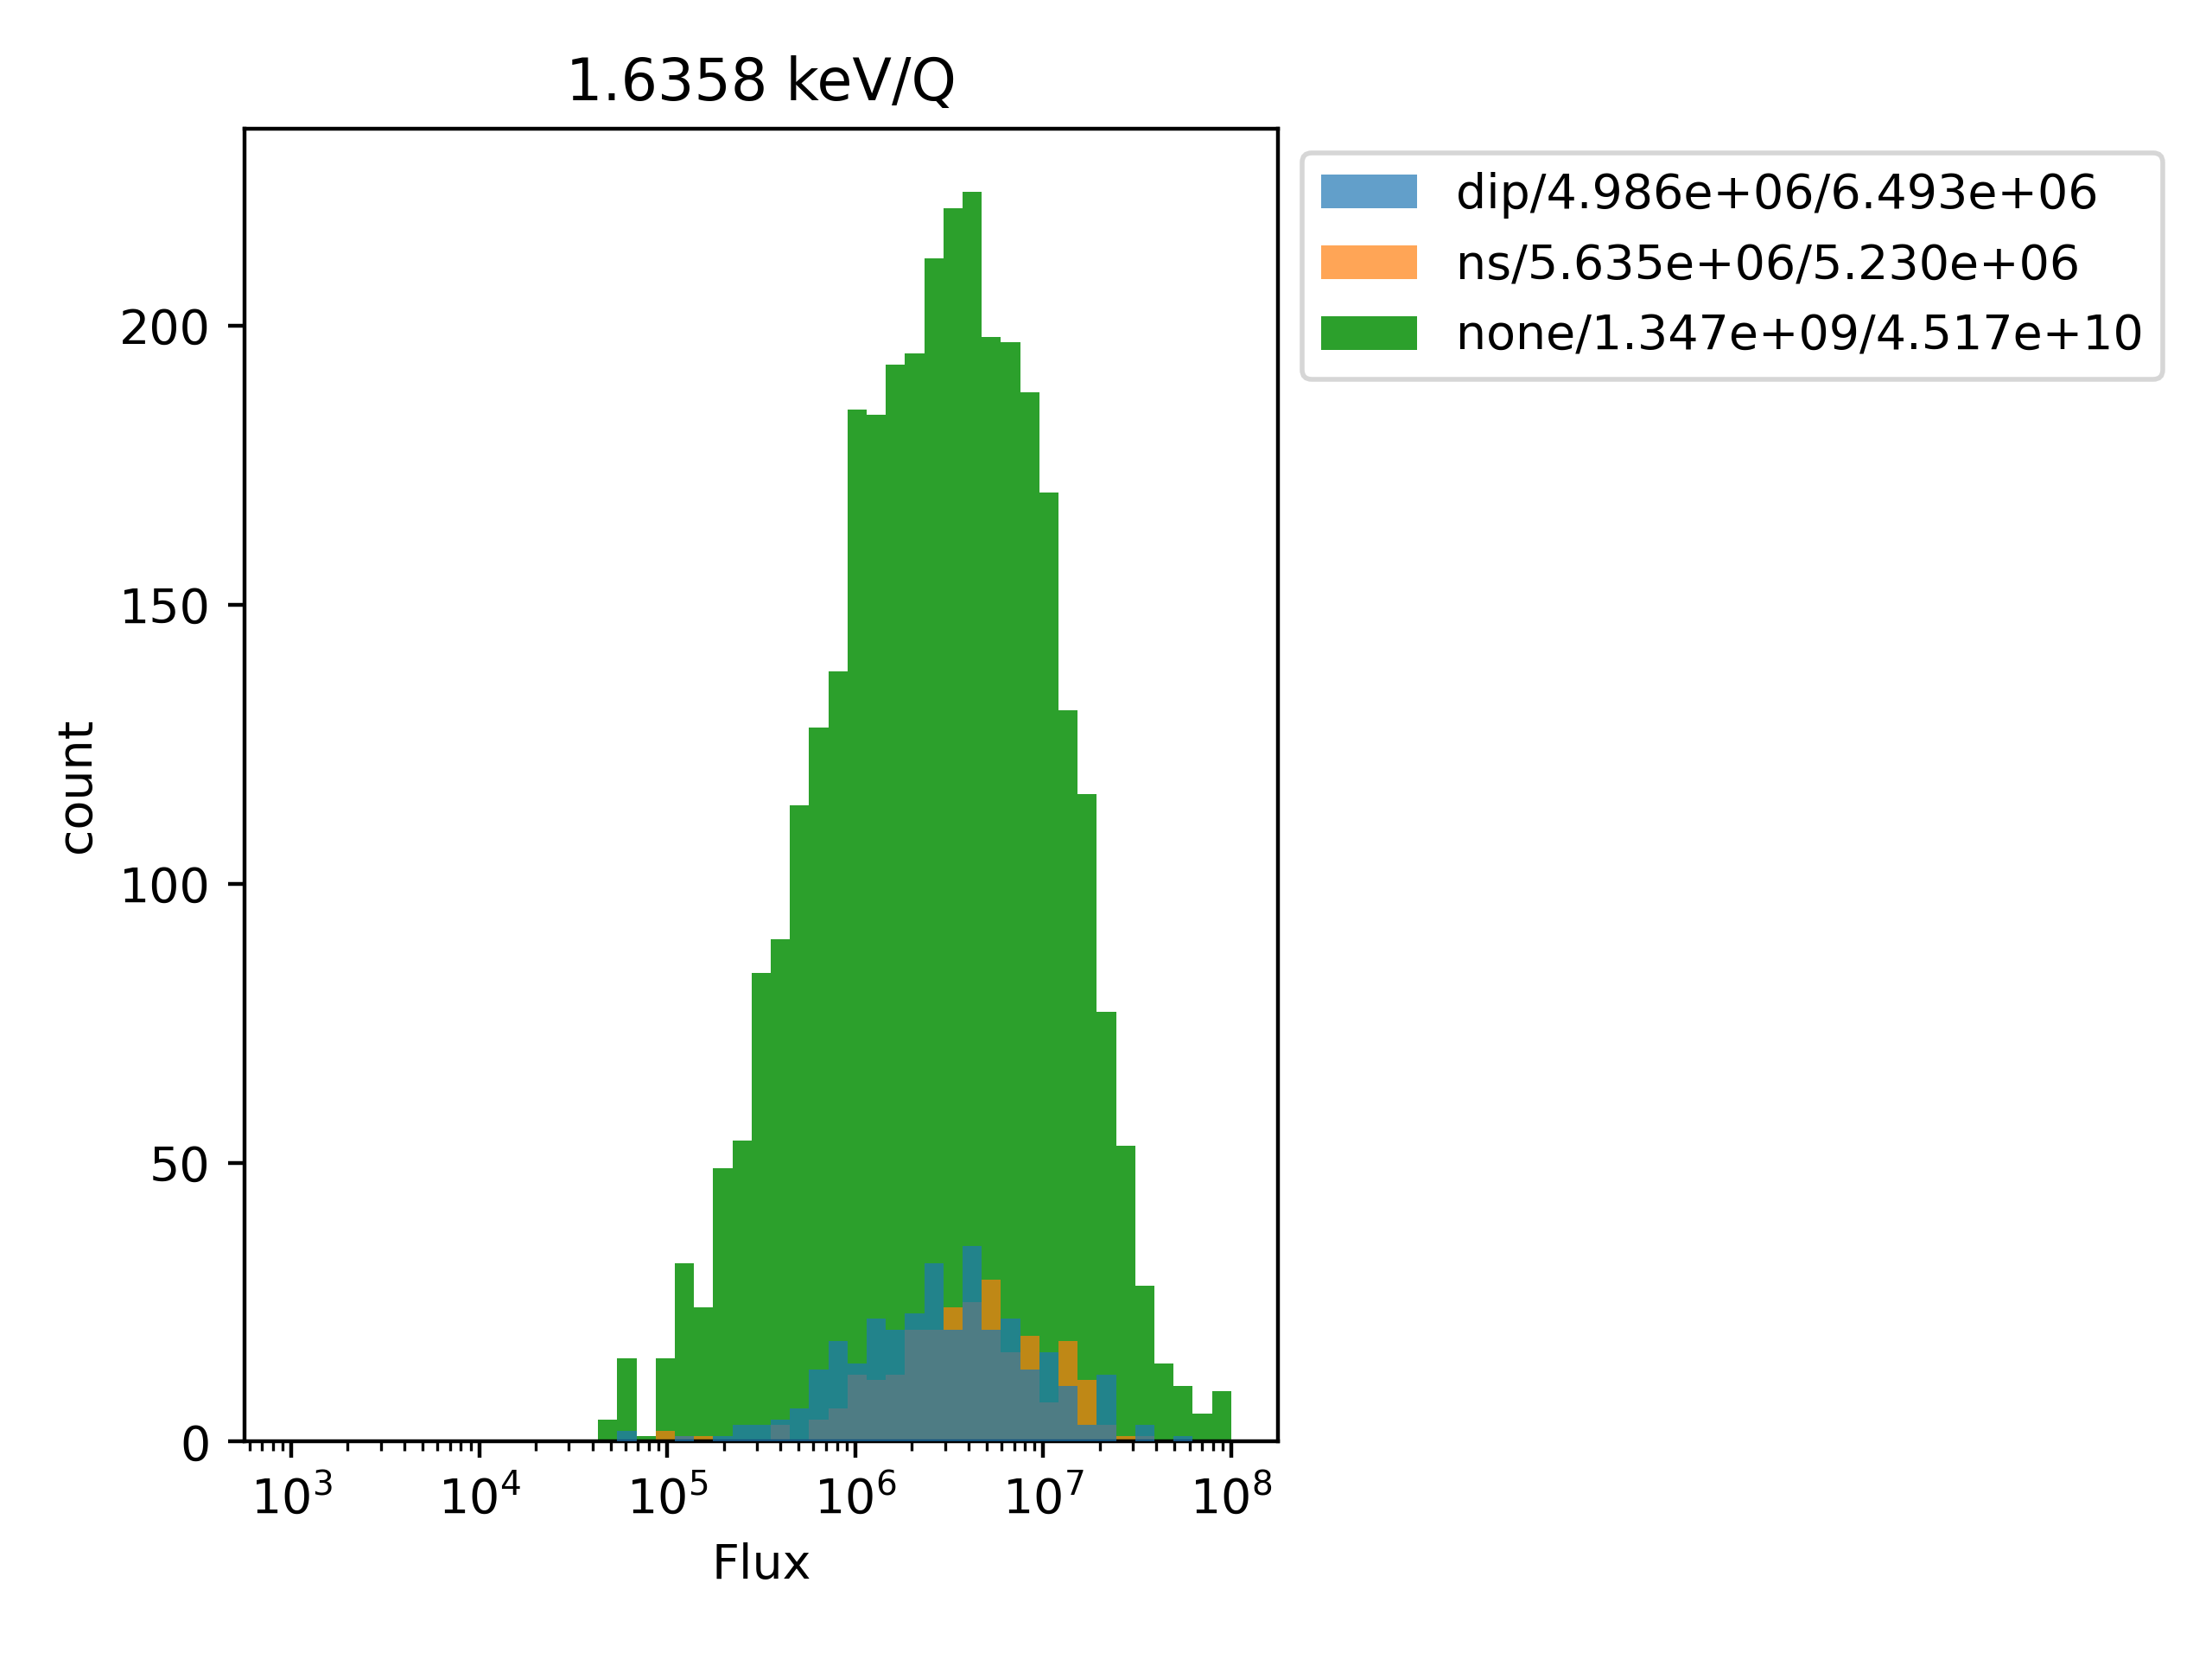 1.6358 keV/Q
dip/4.986e+06/6.493e+06
ns/5.635e+06/5.230e+06
none/1.347e+09/4.517e+10
200
150
100
50
0
count
10³ 10⁴ 10⁵ 10⁶ 10⁷ 10⁸
Flux